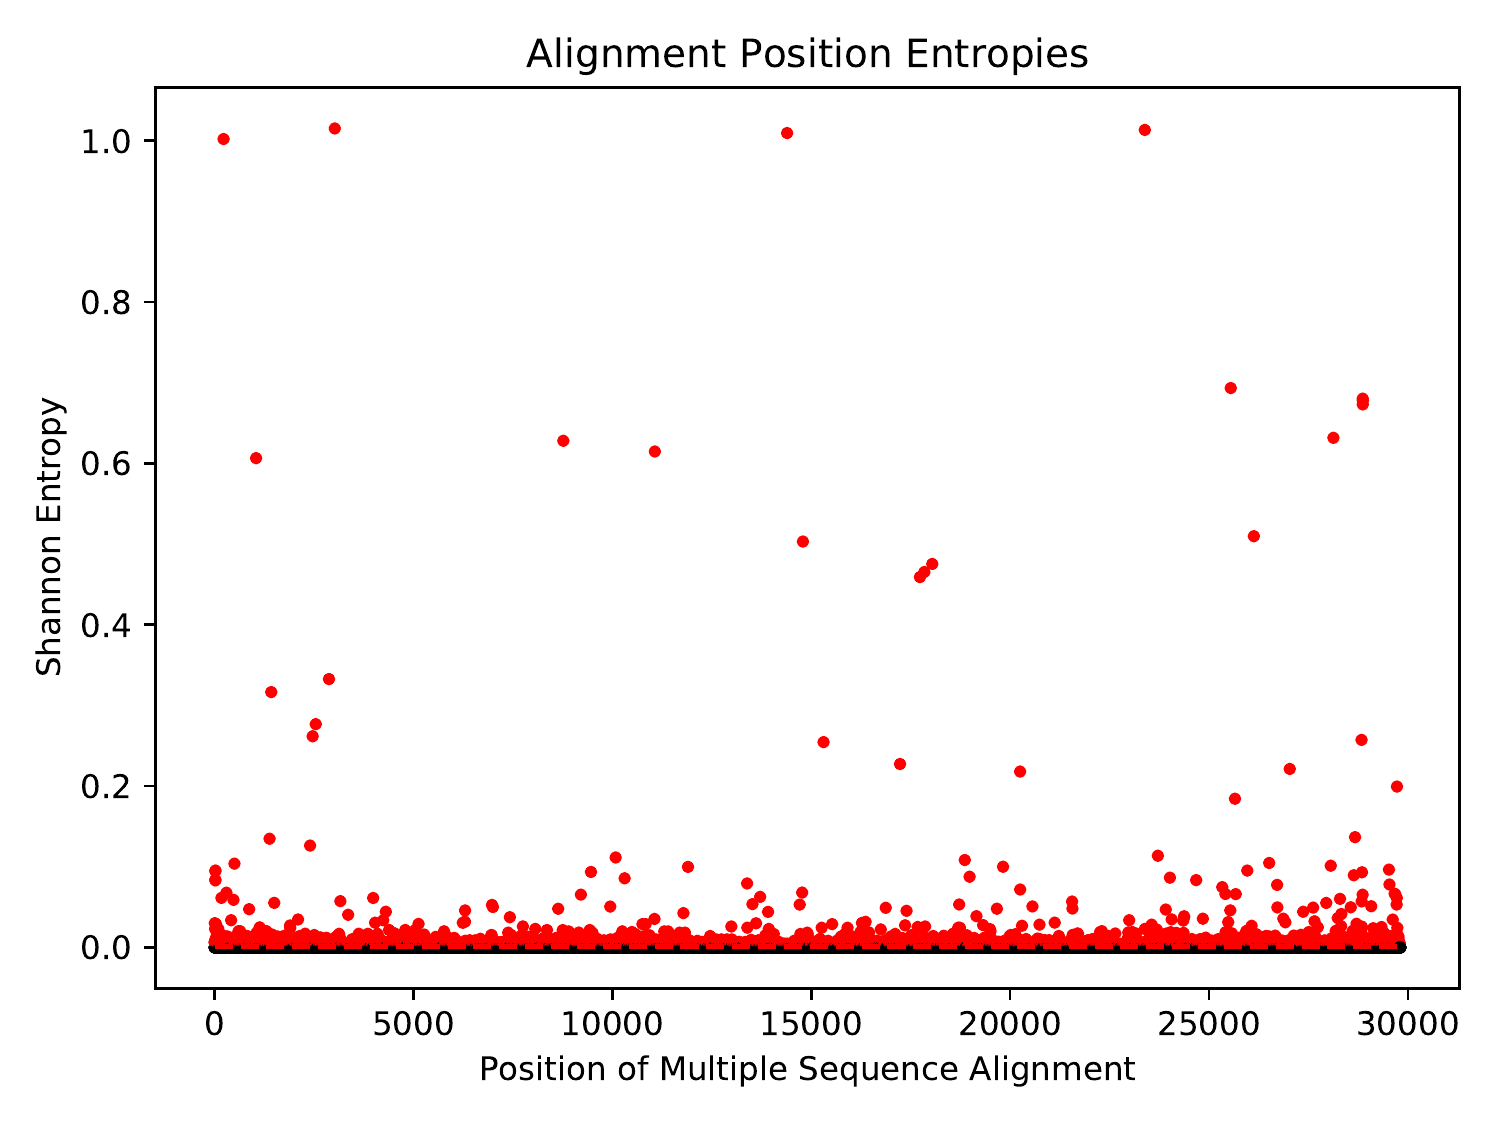 Alignment Position Entropies
1.0
0.8
0.6
0.4
0.2
0.0
Shannon Entropy
0 5000 10000 15000 20000 25000 30000
Position of Multiple Sequence Alignment